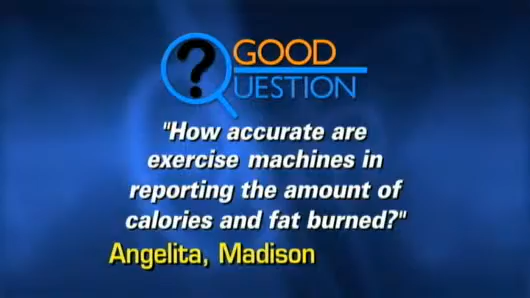 GOOD
QUESTION
"How accurate are
exercise machines in
reporting the amount of
calories and fat burned?"
Angelita, Madison